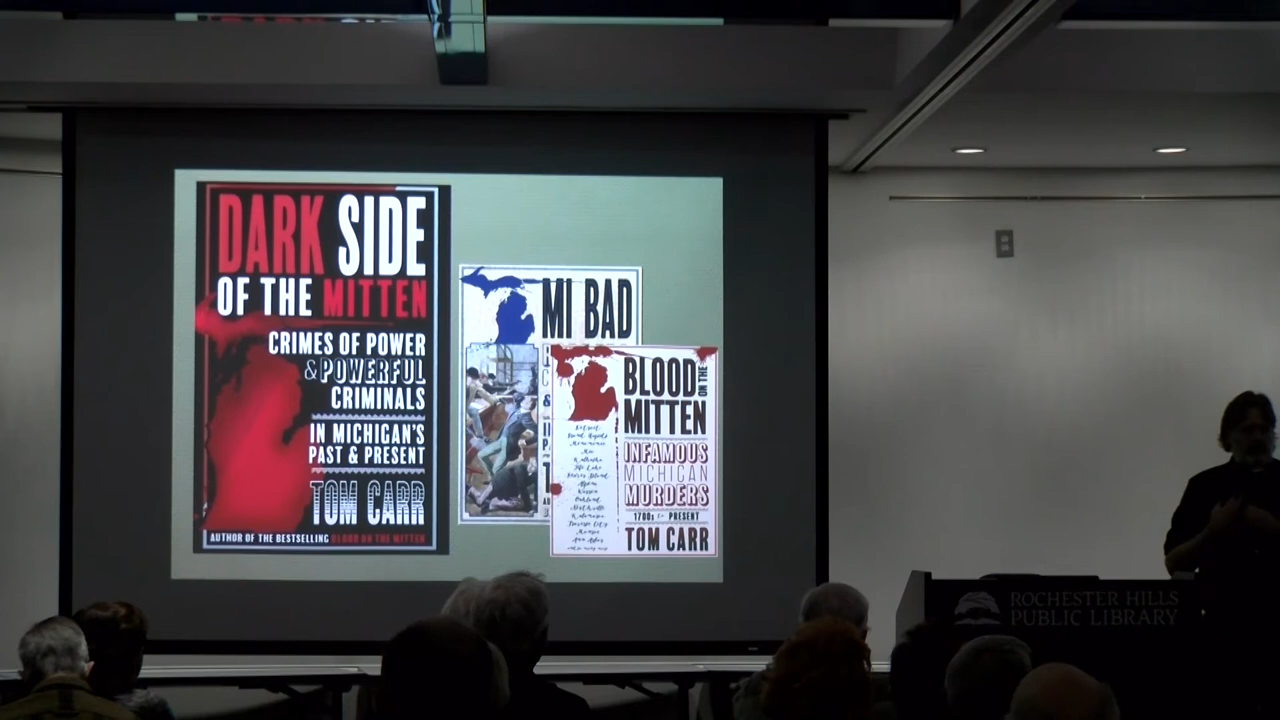 DARK SIDE
OF THE MITTEN
CRIMES OF POWER
& POWERFUL
CRIMINALS
IN MICHIGAN'S
PAST & PRESENT
TOM CARR
AUTHOR OF THE BESTSELLING BLOOD ON THE MITTEN
MI BAD
BLOOD
ON THE
MITTEN
INFAMOUS
MICHICAN
MURDERS
1700s PRESENT
TOM CARR
ROCHESTER HILLS
PUBLIC LIBRARY